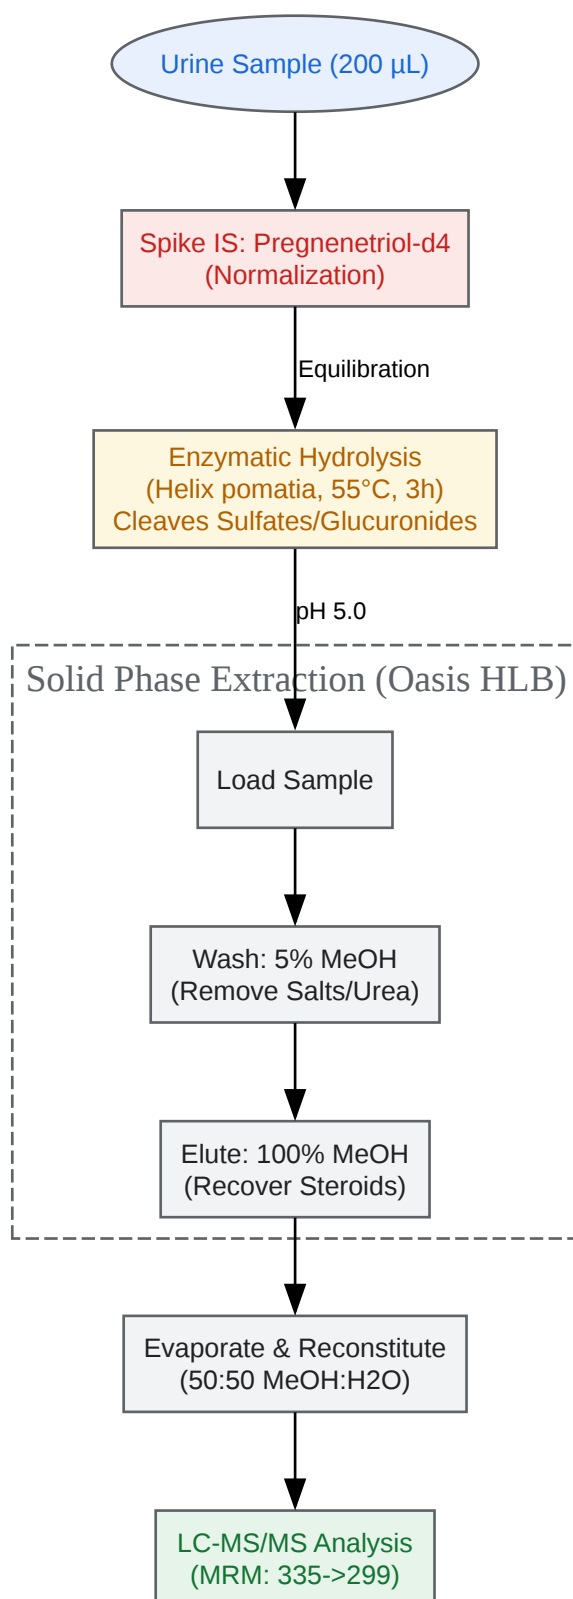 Urine Sample (200 µL)
Spike IS: Pregnenetriol-d4
(Normalization)
Equilibration
Enzymatic Hydrolysis
(Helix pomatia, 55°C, 3h)
Cleaves Sulfates/Glucuronides
pH 5.0
Solid Phase Extraction (Oasis HLB)
Load Sample
Wash: 5% MeOH
(Remove Salts/Urea)
Elute: 100% MeOH
(Recover Steroids)
Evaporate & Reconstitute
(50:50 MeOH:H2O)
LC-MS/MS Analysis
(MRM: 335->299)